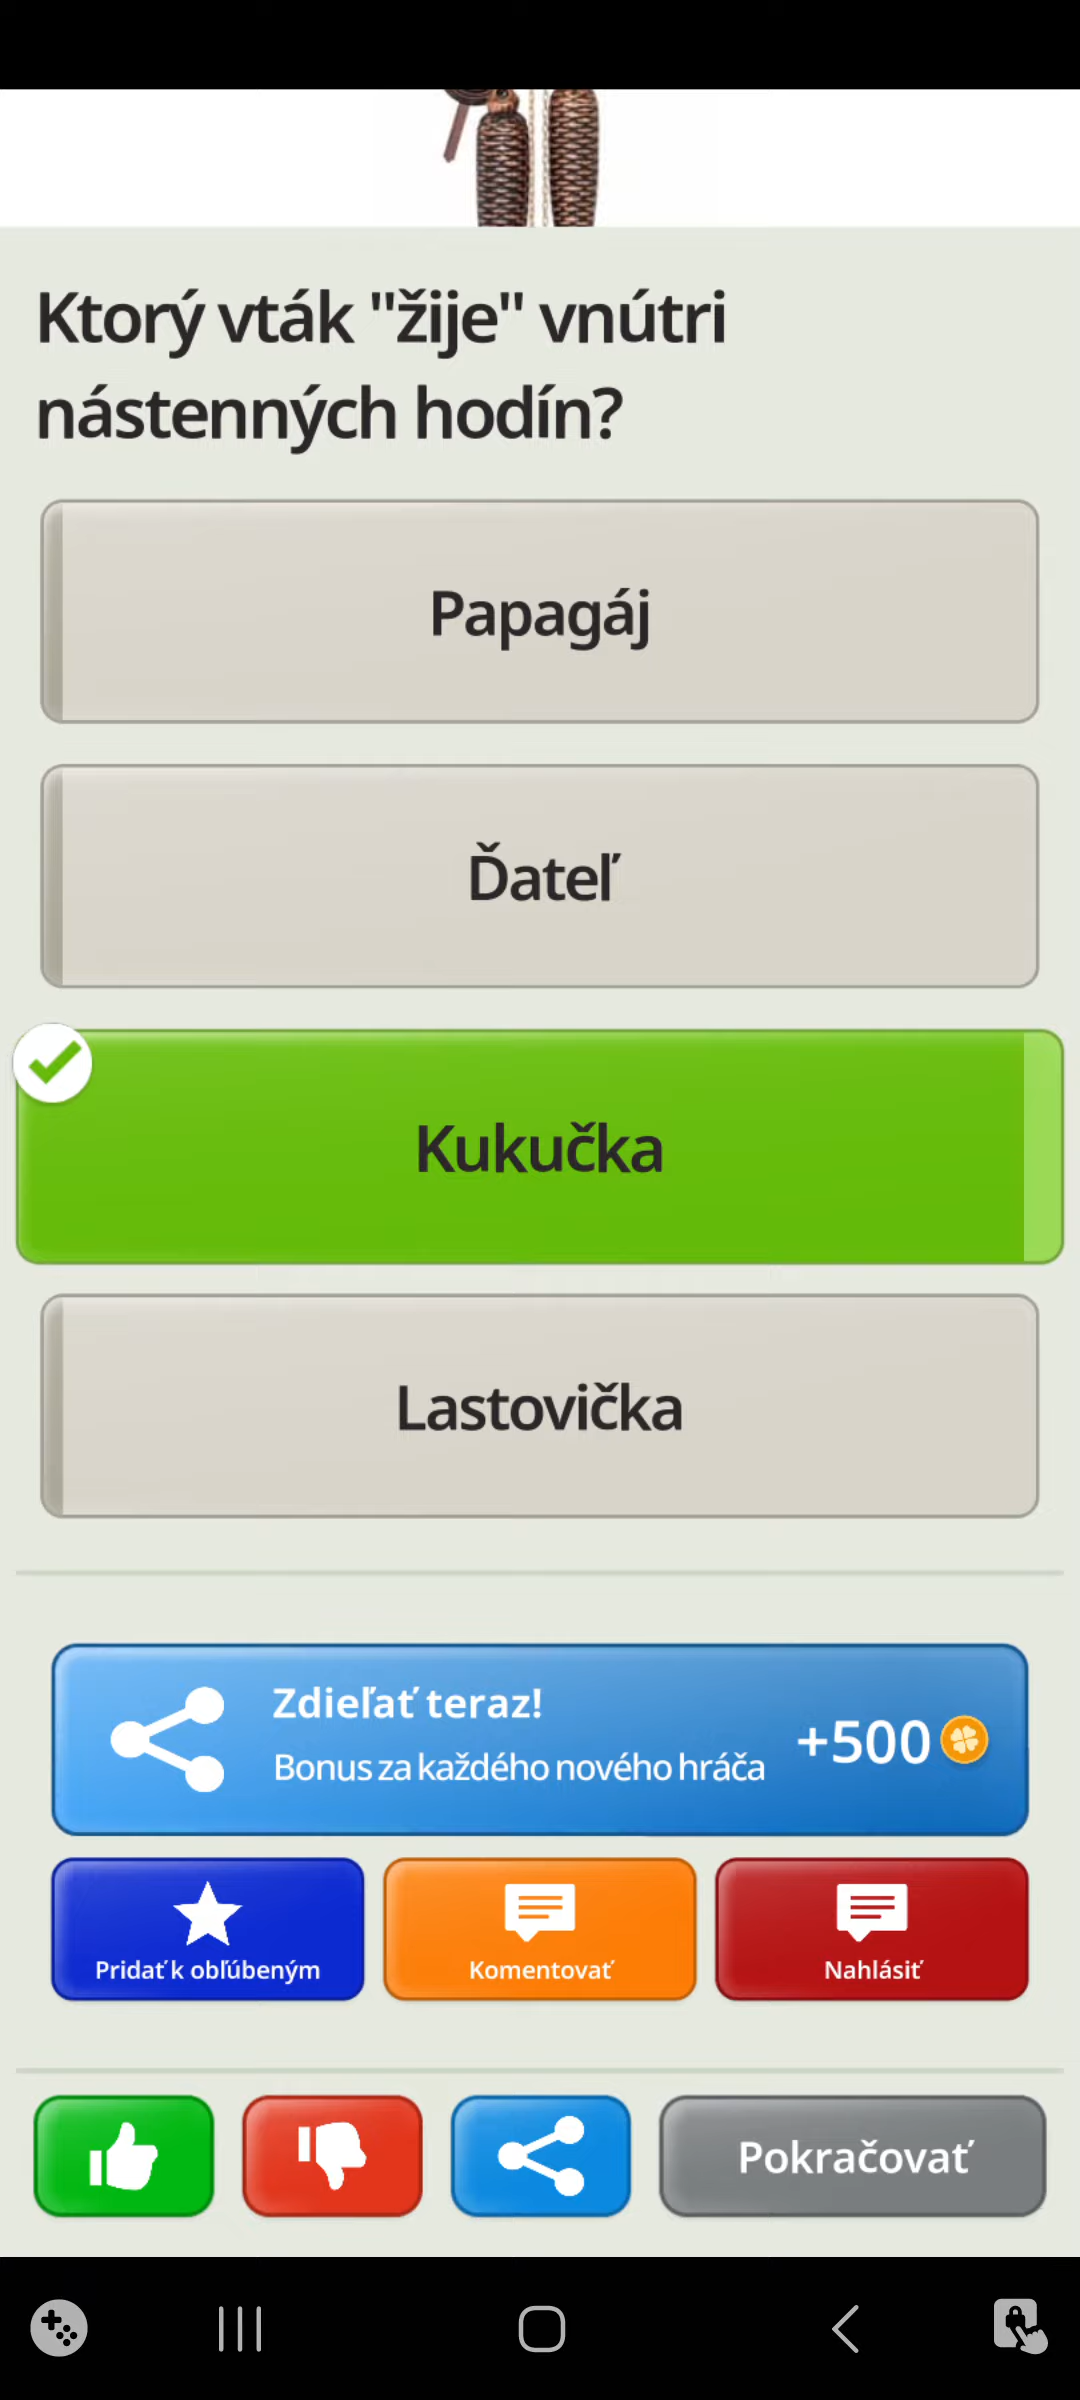 Ktorý vták "žije" vnútri
nástenných hodín?
Papagáj
Ďateľ
Kukučka
Lastovička
Zdieľať teraz!
Bonus za každého nového hráča
+500
Pridať k obľúbeným
Komentovať
Nahlásiť
Pokračovať